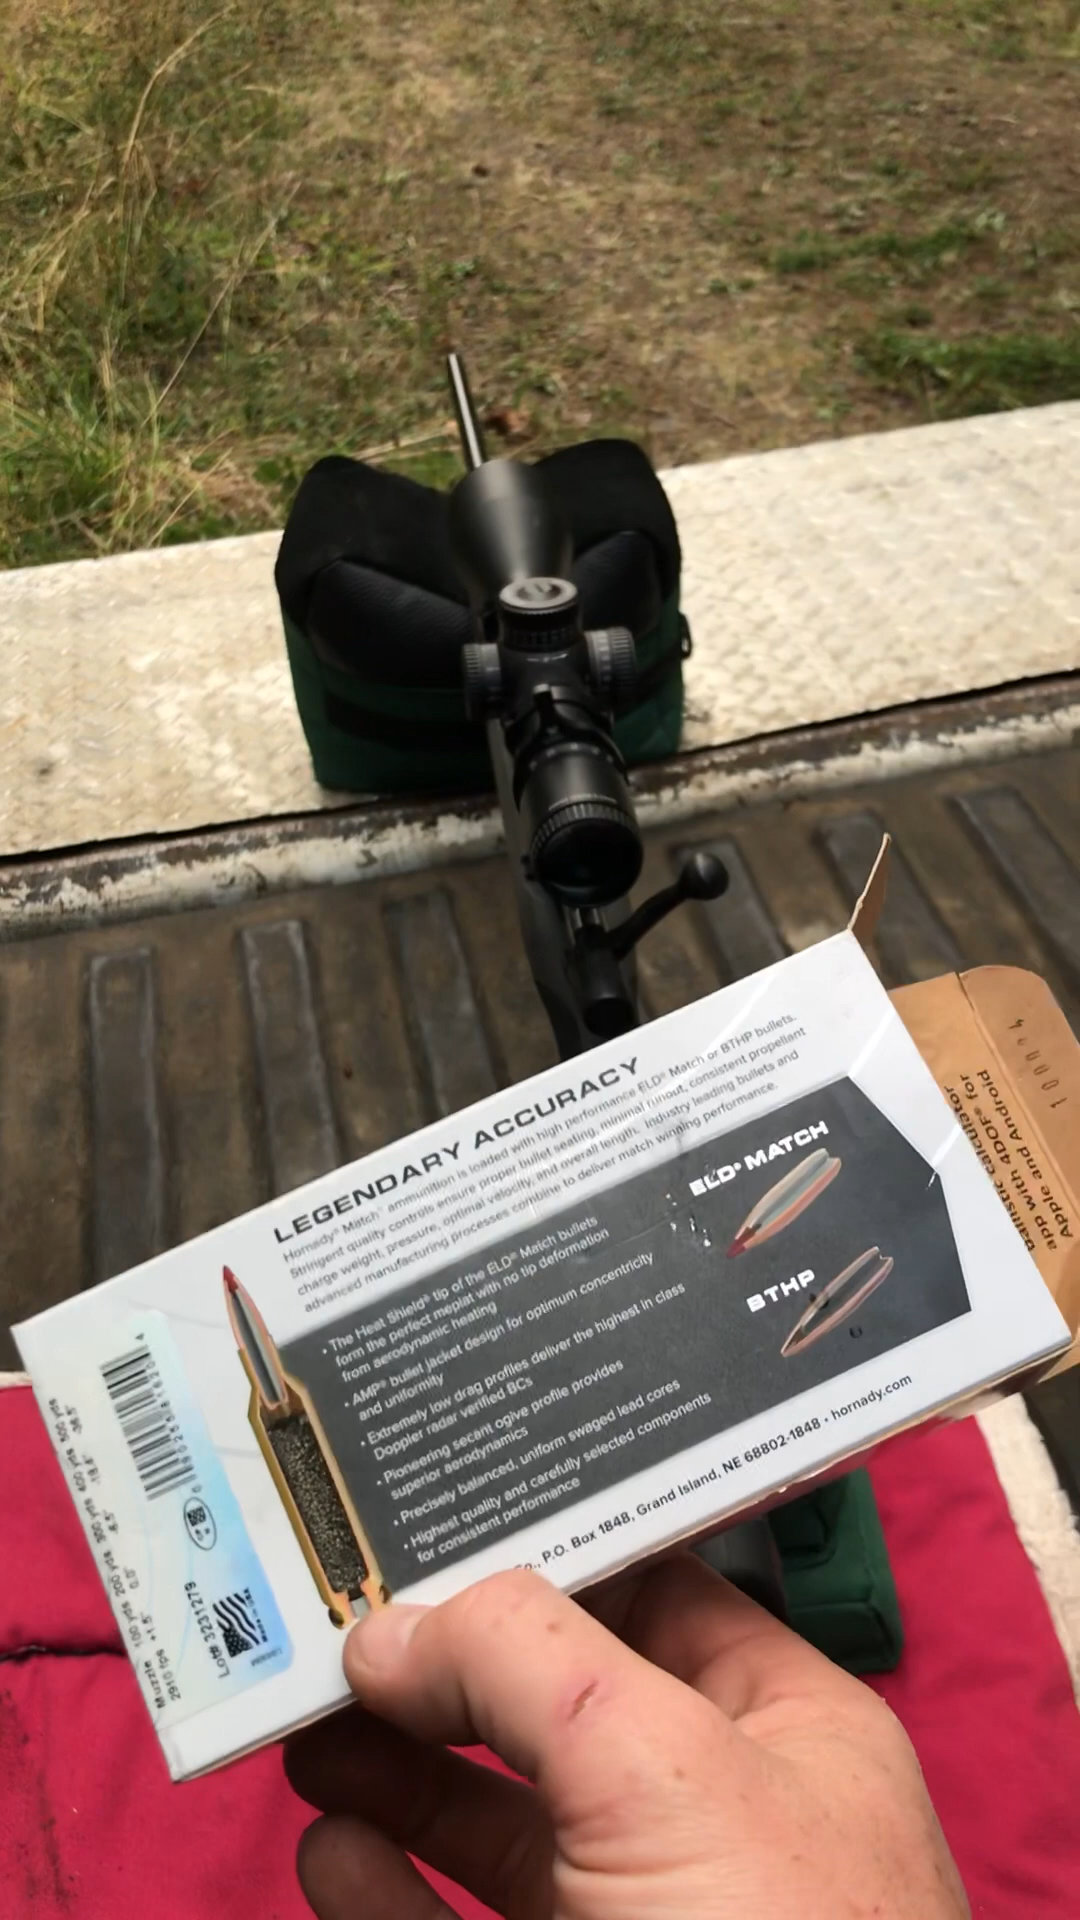 LEGENDARY ACCURACY
Hornady® Match™ ammunition is loaded with high performance ELD® Match or BTHP bullets.
Stringent quality controls ensure proper bullet seating, minimal runout, consistent propellant
charge weight, pressure, optimal velocity, and overall length. Industry leading bullets and
advanced manufacturing processes combine to deliver match winning performance.
• The Heat Shield® tip of the ELD® Match bullets
form the perfect meplat with no tip deformation
from aerodynamic heating
• AMP® bullet jacket design for optimum concentricity
and uniformity
• Extremely low drag profiles deliver the highest in class
Doppler radar verified BCs
• Pioneering secant ogive profile provides
superior aerodynamics
• Precisely balanced, uniform swaged lead cores
• Highest quality and carefully selected components
for consistent performance
ELD® MATCH
BTHP
Co., P.O. Box 1848, Grand Island, NE 68802-1848 • hornady.com
Lot# 3231279
Made in USA
Muzzle 100 yds 200 yds 300 yds 400 yds 500 yds
2910 fps +1.5" 0.0"
ballistic calculator
app with 4DOF® for
Apple and Android